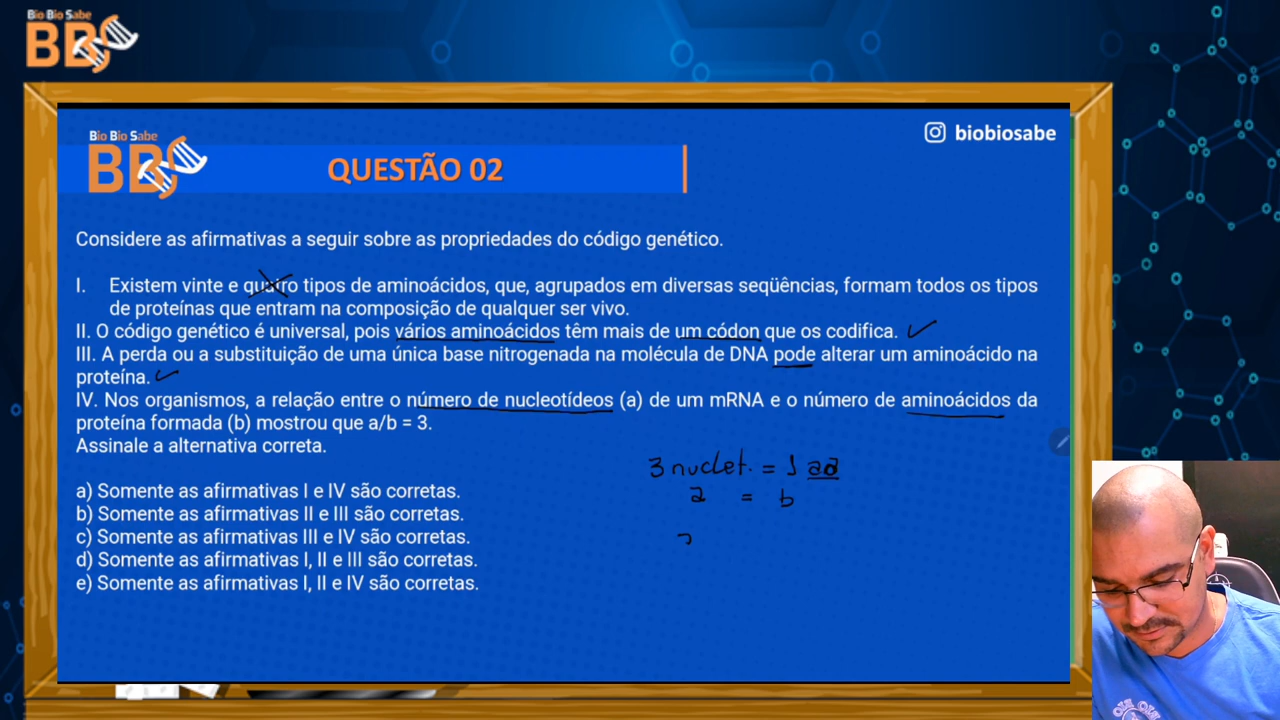 Bio Bio Sabe
BBS
biobiosabe
Bio Bio Sabe
BBS
QUESTÃO 02
Considere as afirmativas a seguir sobre as propriedades do código genético.
I. Existem vinte e quatro tipos de aminoácidos, que, agrupados em diversas seqüências, formam todos os tipos
de proteínas que entram na composição de qualquer ser vivo.
II. O código genético é universal, pois vários aminoácidos têm mais de um códon que os codifica.
III. A perda ou a substituição de uma única base nitrogenada na molécula de DNA pode alterar um aminoácido na
proteína.
IV. Nos organismos, a relação entre o número de nucleotídeos (a) de um mRNA e o número de aminoácidos da
proteína formada (b) mostrou que a/b = 3.
Assinale a alternativa correta.
3 nuclet. = 1 aa
a = b
a) Somente as afirmativas I e IV são corretas.
b) Somente as afirmativas II e III são corretas.
c) Somente as afirmativas III e IV são corretas.
d) Somente as afirmativas I, II e III são corretas.
e) Somente as afirmativas I, II e IV são corretas.